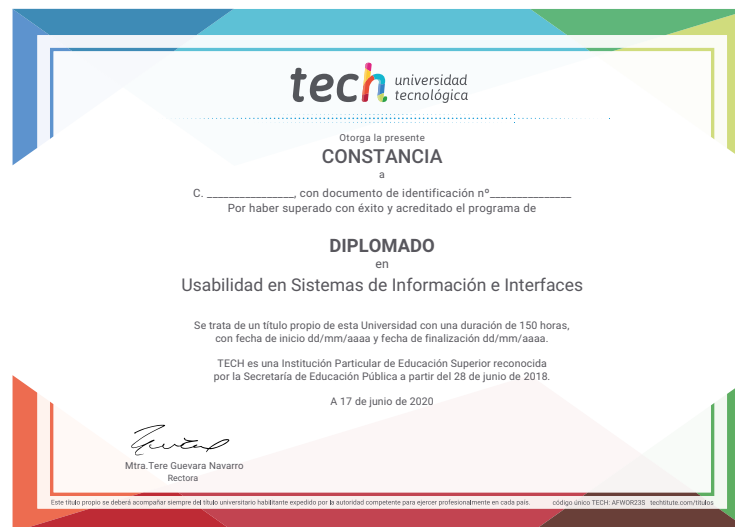 tech universidad
tecnológica
Otorga la presente
CONSTANCIA
a
C. ________________, con documento de identificación nº_______________
Por haber superado con éxito y acreditado el programa de
DIPLOMADO
en
Usabilidad en Sistemas de Información e Interfaces
Se trata de un título propio de esta Universidad con una duración de 150 horas,
con fecha de inicio dd/mm/aaaa y fecha de finalización dd/mm/aaaa.
TECH es una Institución Particular de Educación Superior reconocida
por la Secretaría de Educación Pública a partir del 28 de junio de 2018.
A 17 de junio de 2020
Mtra.Tere Guevara Navarro
Rectora
Este título propio se deberá acompañar siempre del título universitario habilitante expedido por la autoridad competente para ejercer profesionalmente en cada país. código único TECH: AFWOR23S techtitute.com/títulos